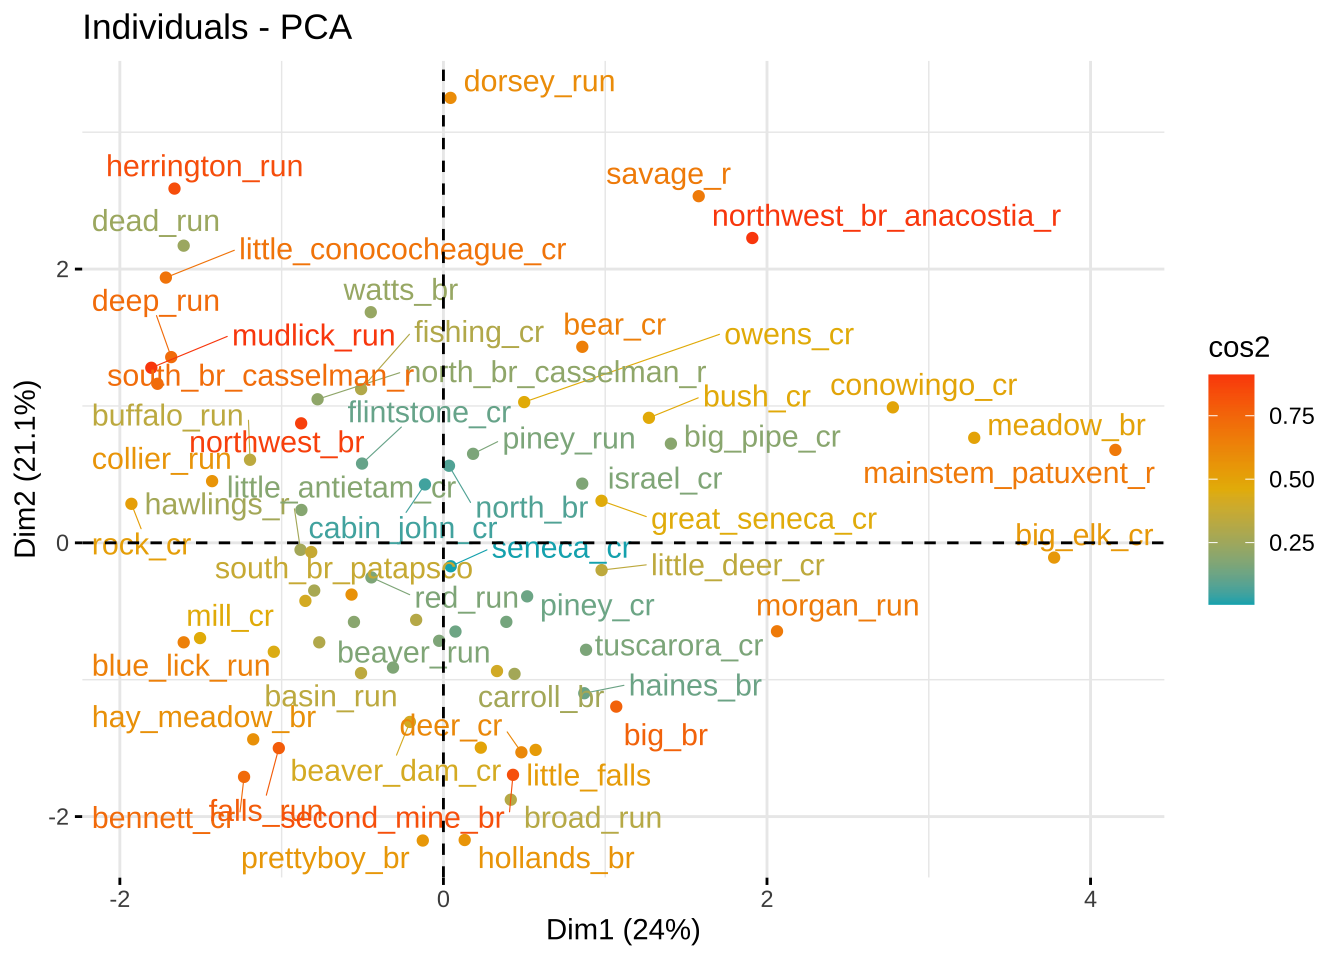 Individuals - PCA
dorsey_run
herrington_run
savage_r
northwest_br_anacostia_r
dead_run
little_conococheague_cr
deep_run
watts_br
mudlick_run
fishing_cr
bear_cr
owens_cr
south_br_casselman_r
north_br_casselman_r
bush_cr
conowingo_cr
buffalo_run
flintstone_cr
meadow_br
northwest_br
piney_run
big_pipe_cr
collier_run
mainstem_patuxent_r
little_antietam_cr
israel_cr
hawlings_r
north_br
great_seneca_cr
cabin_john_cr
big_elk_cr
rock_cr
seneca_cr
south_br_patapsco
little_deer_cr
red_run
piney_cr
morgan_run
mill_cr
beaver_run
tuscarora_cr
blue_lick_run
basin_run
carroll_br
haines_br
hay_meadow_br
deer_cr
big_br
beaver_dam_cr
little_falls
bennett_cr
falls_run
second_mine_br
broad_run
prettyboy_br
hollands_br
2
0
-2
-2
0
2
4
Dim1 (24%)
Dim2 (21.1%)
cos2
0.75
0.50
0.25